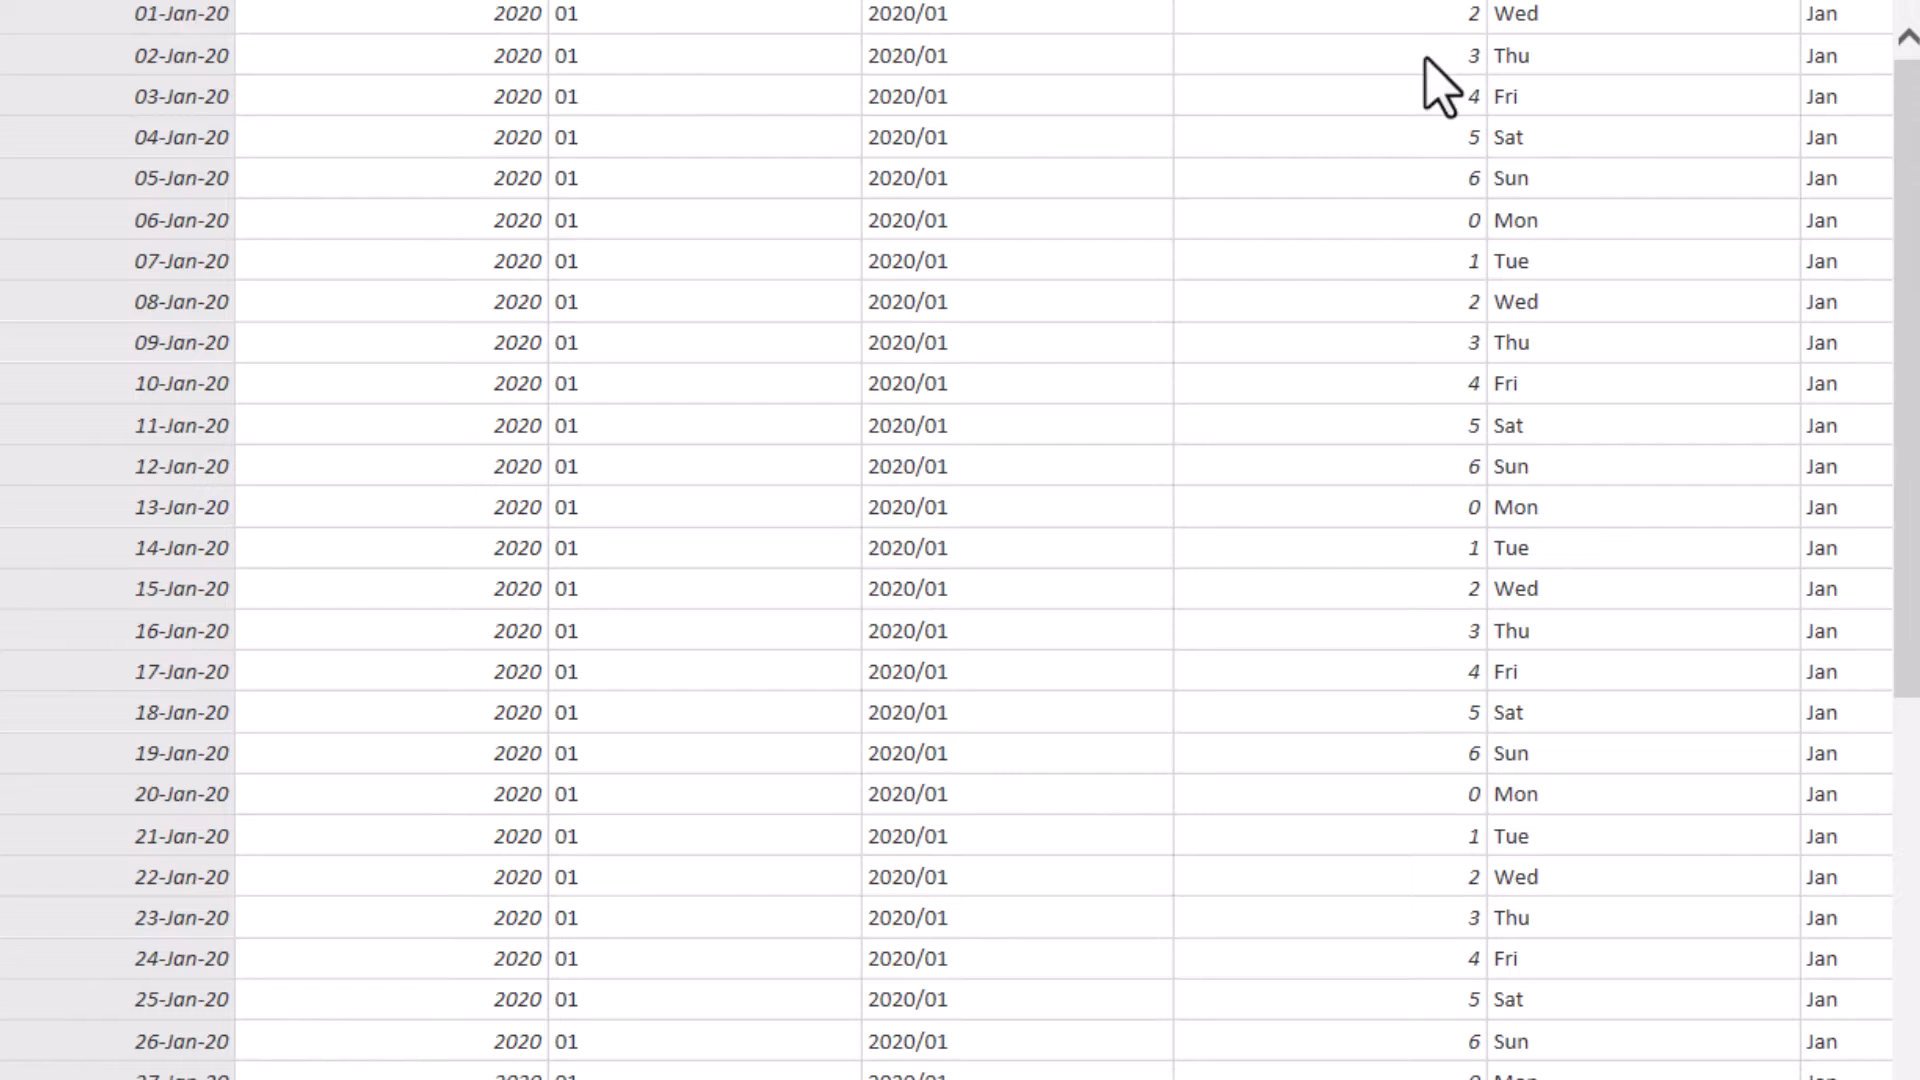 01-Jan-20 2020 01 2020/01 2 Wed Jan
02-Jan-20 2020 01 2020/01 3 Thu Jan
03-Jan-20 2020 01 2020/01 4 Fri Jan
04-Jan-20 2020 01 2020/01 5 Sat Jan
05-Jan-20 2020 01 2020/01 6 Sun Jan
06-Jan-20 2020 01 2020/01 0 Mon Jan
07-Jan-20 2020 01 2020/01 1 Tue Jan
08-Jan-20 2020 01 2020/01 2 Wed Jan
09-Jan-20 2020 01 2020/01 3 Thu Jan
10-Jan-20 2020 01 2020/01 4 Fri Jan
11-Jan-20 2020 01 2020/01 5 Sat Jan
12-Jan-20 2020 01 2020/01 6 Sun Jan
13-Jan-20 2020 01 2020/01 0 Mon Jan
14-Jan-20 2020 01 2020/01 1 Tue Jan
15-Jan-20 2020 01 2020/01 2 Wed Jan
16-Jan-20 2020 01 2020/01 3 Thu Jan
17-Jan-20 2020 01 2020/01 4 Fri Jan
18-Jan-20 2020 01 2020/01 5 Sat Jan
19-Jan-20 2020 01 2020/01 6 Sun Jan
20-Jan-20 2020 01 2020/01 0 Mon Jan
21-Jan-20 2020 01 2020/01 1 Tue Jan
22-Jan-20 2020 01 2020/01 2 Wed Jan
23-Jan-20 2020 01 2020/01 3 Thu Jan
24-Jan-20 2020 01 2020/01 4 Fri Jan
25-Jan-20 2020 01 2020/01 5 Sat Jan
26-Jan-20 2020 01 2020/01 6 Sun Jan